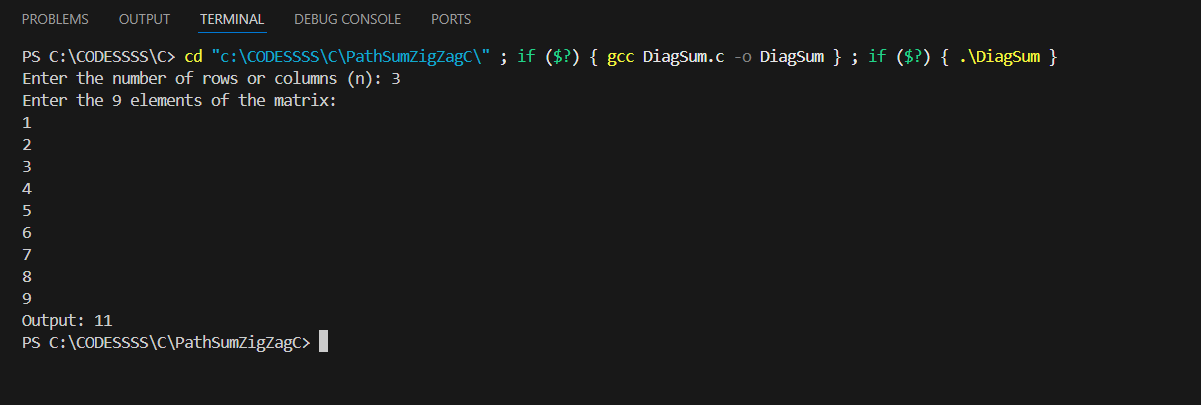 PROBLEMS OUTPUT TERMINAL DEBUG CONSOLE PORTS
PS C:\CODESSSS\C> cd "c:\CODESSSS\C\PathSumZigZagC\" ; if ($?) { gcc DiagSum.c -o DiagSum } ; if ($?) { .\DiagSum }
Enter the number of rows or columns (n): 3
Enter the 9 elements of the matrix:
1
2
3
4
5
6
7
8
9
Output: 11
PS C:\CODESSSS\C\PathSumZigZagC>